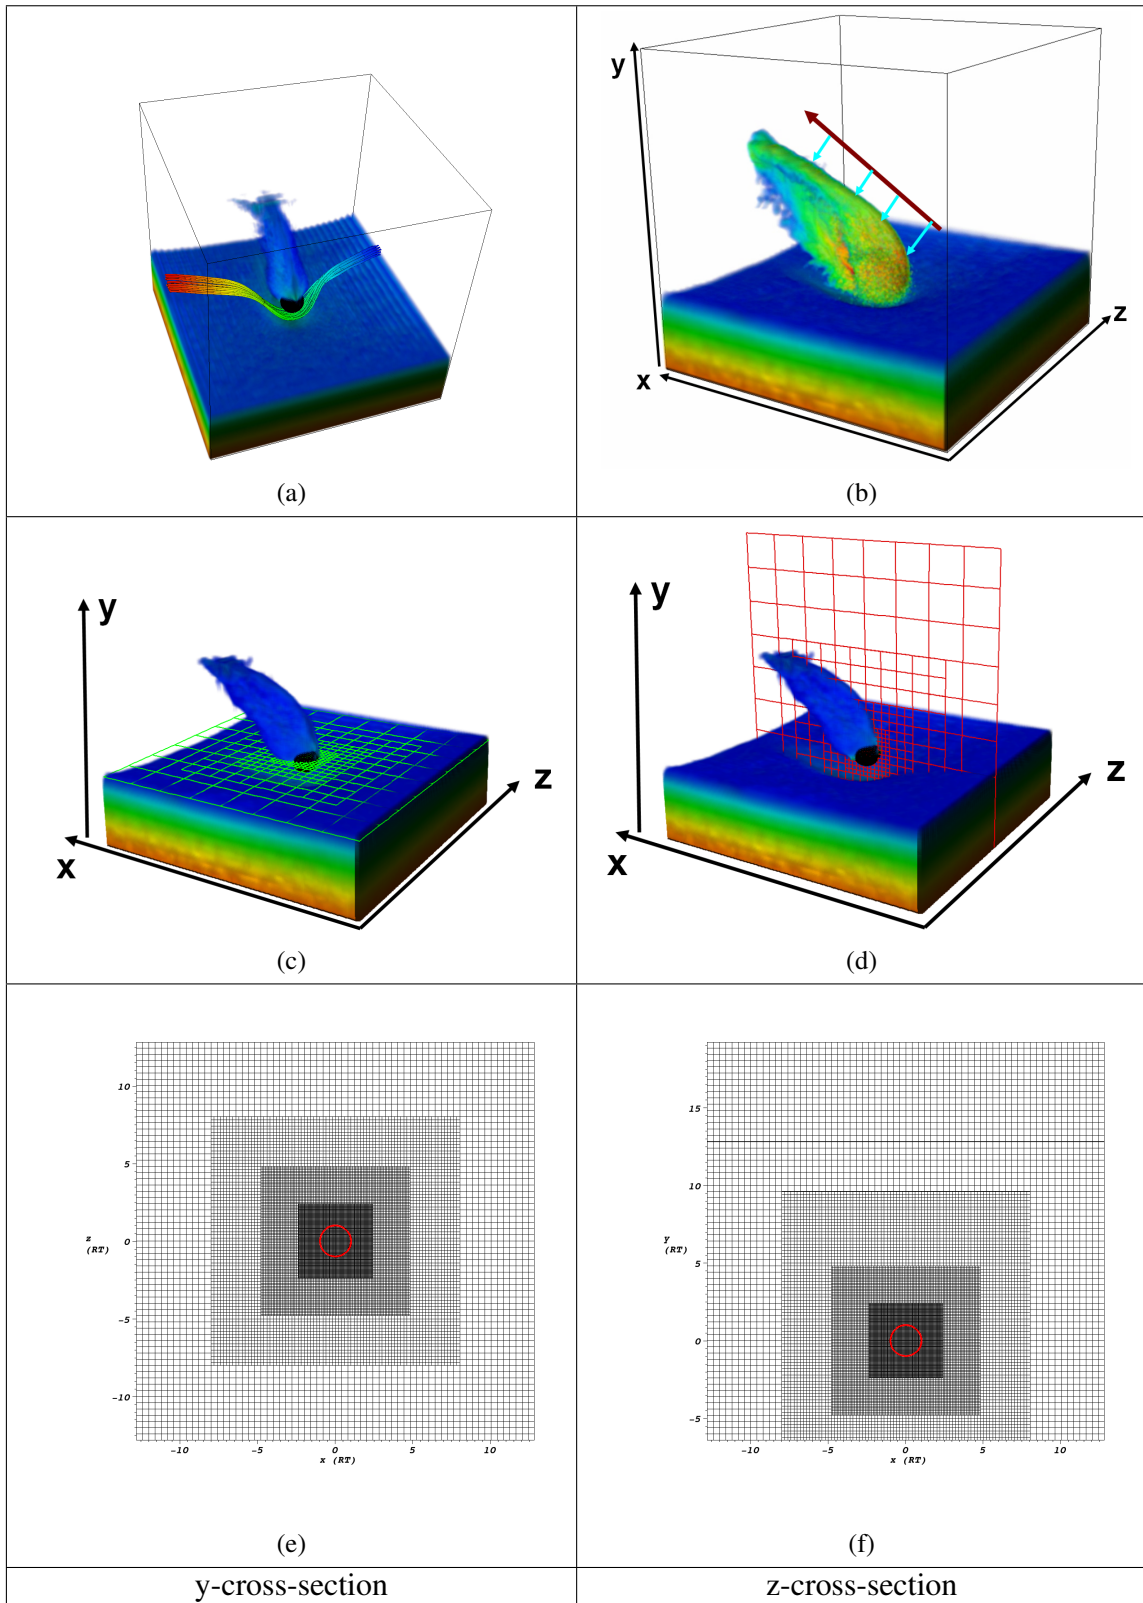 (a)
y
z
x
(b)
y
z
x
(c)
y
z
x
(d)
10
5
z
(RT)
0
-5
-10
-10
-5
0
5
10
x (RT)
(e)
15
10
y
(RT)
5
0
-5
-10
-5
0
5
10
x (RT)
(f)
y-cross-section
z-cross-section